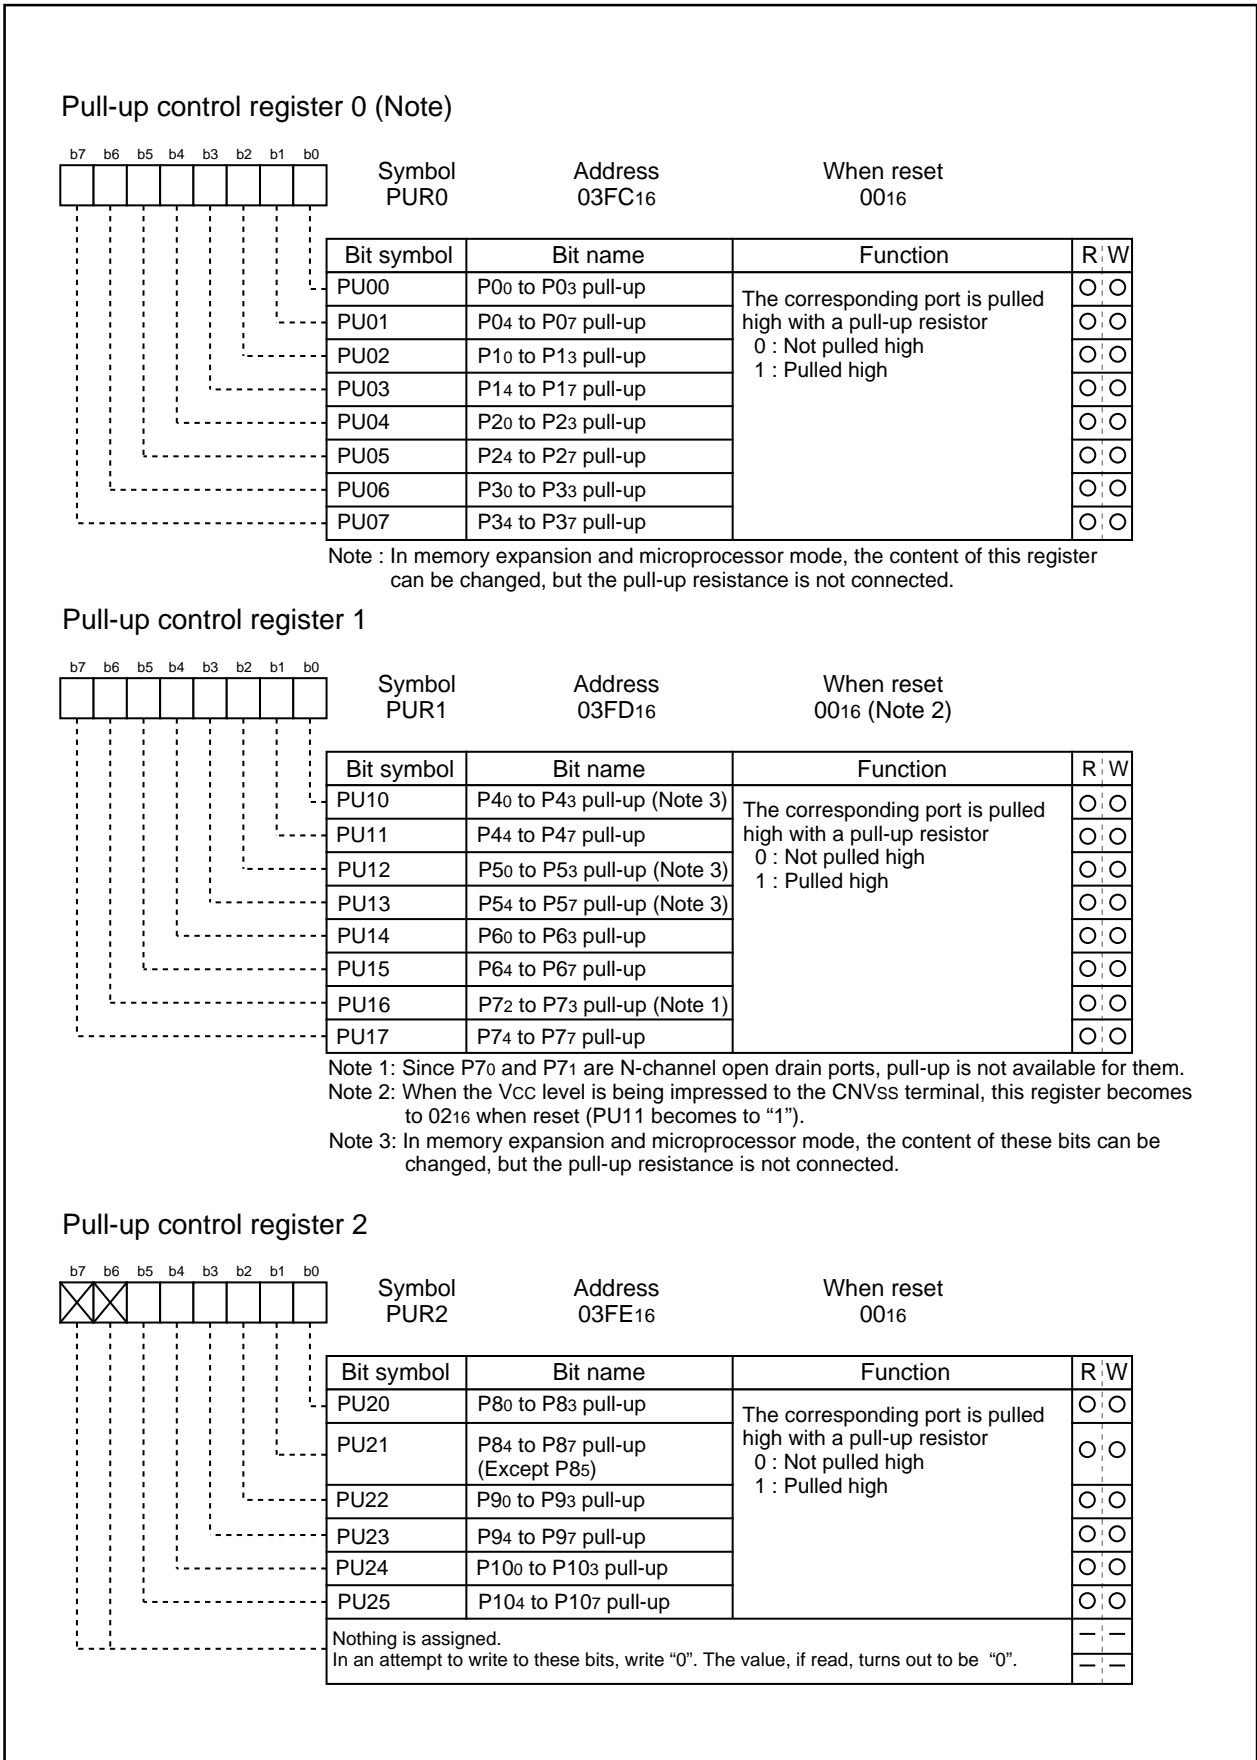 Pull-up control register 0 (Note)
b7 b6 b5 b4 b3 b2 b1 b0
Symbol Address When reset
PUR0 03FC16 0016
Bit symbol Bit name Function R W
PU00 P00 to P03 pull-up The corresponding port is pulled
PU01 P04 to P07 pull-up high with a pull-up resistor
0 : Not pulled high
PU02 P10 to P13 pull-up 1 : Pulled high
PU03 P14 to P17 pull-up
PU04 P20 to P23 pull-up
PU05 P24 to P27 pull-up
PU06 P30 to P33 pull-up
PU07 P34 to P37 pull-up
Note : In memory expansion and microprocessor mode, the content of this register
can be changed, but the pull-up resistance is not connected.
Pull-up control register 1
b7 b6 b5 b4 b3 b2 b1 b0
Symbol Address When reset
PUR1 03FD16 0016 (Note 2)
Bit symbol Bit name Function R W
PU10 P40 to P43 pull-up (Note 3) The corresponding port is pulled
PU11 P44 to P47 pull-up high with a pull-up resistor
0 : Not pulled high
PU12 P50 to P53 pull-up (Note 3) 1 : Pulled high
PU13 P54 to P57 pull-up (Note 3)
PU14 P60 to P63 pull-up
PU15 P64 to P67 pull-up
PU16 P72 to P73 pull-up (Note 1)
PU17 P74 to P77 pull-up
Note 1: Since P70 and P71 are N-channel open drain ports, pull-up is not available for them.
Note 2: When the VCC level is being impressed to the CNVSS terminal, this register becomes
to 0216 when reset (PU11 becomes to “1”).
Note 3: In memory expansion and microprocessor mode, the content of these bits can be
changed, but the pull-up resistance is not connected.
Pull-up control register 2
b7 b6 b5 b4 b3 b2 b1 b0
Symbol Address When reset
PUR2 03FE16 0016
Bit symbol Bit name Function R W
PU20 P80 to P83 pull-up The corresponding port is pulled
PU21 P84 to P87 pull-up high with a pull-up resistor
(Except P85) 0 : Not pulled high
1 : Pulled high
PU22 P90 to P93 pull-up
PU23 P94 to P97 pull-up
PU24 P100 to P103 pull-up
PU25 P104 to P107 pull-up
Nothing is assigned. – –
In an attempt to write to these bits, write “0”. The value, if read, turns out to be “0”. – –